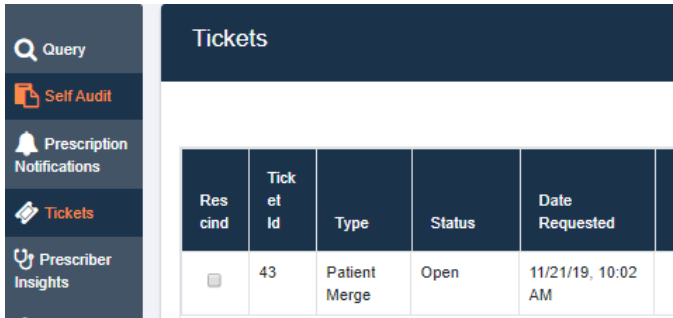 Query
Self Audit
Prescription
Notifications
Tickets
Prescriber
Insights
Tickets
Res
cind
Tick
et
Id
Type
Status
Date
Requested
43
Patient
Merge
Open
11/21/19, 10:02
AM